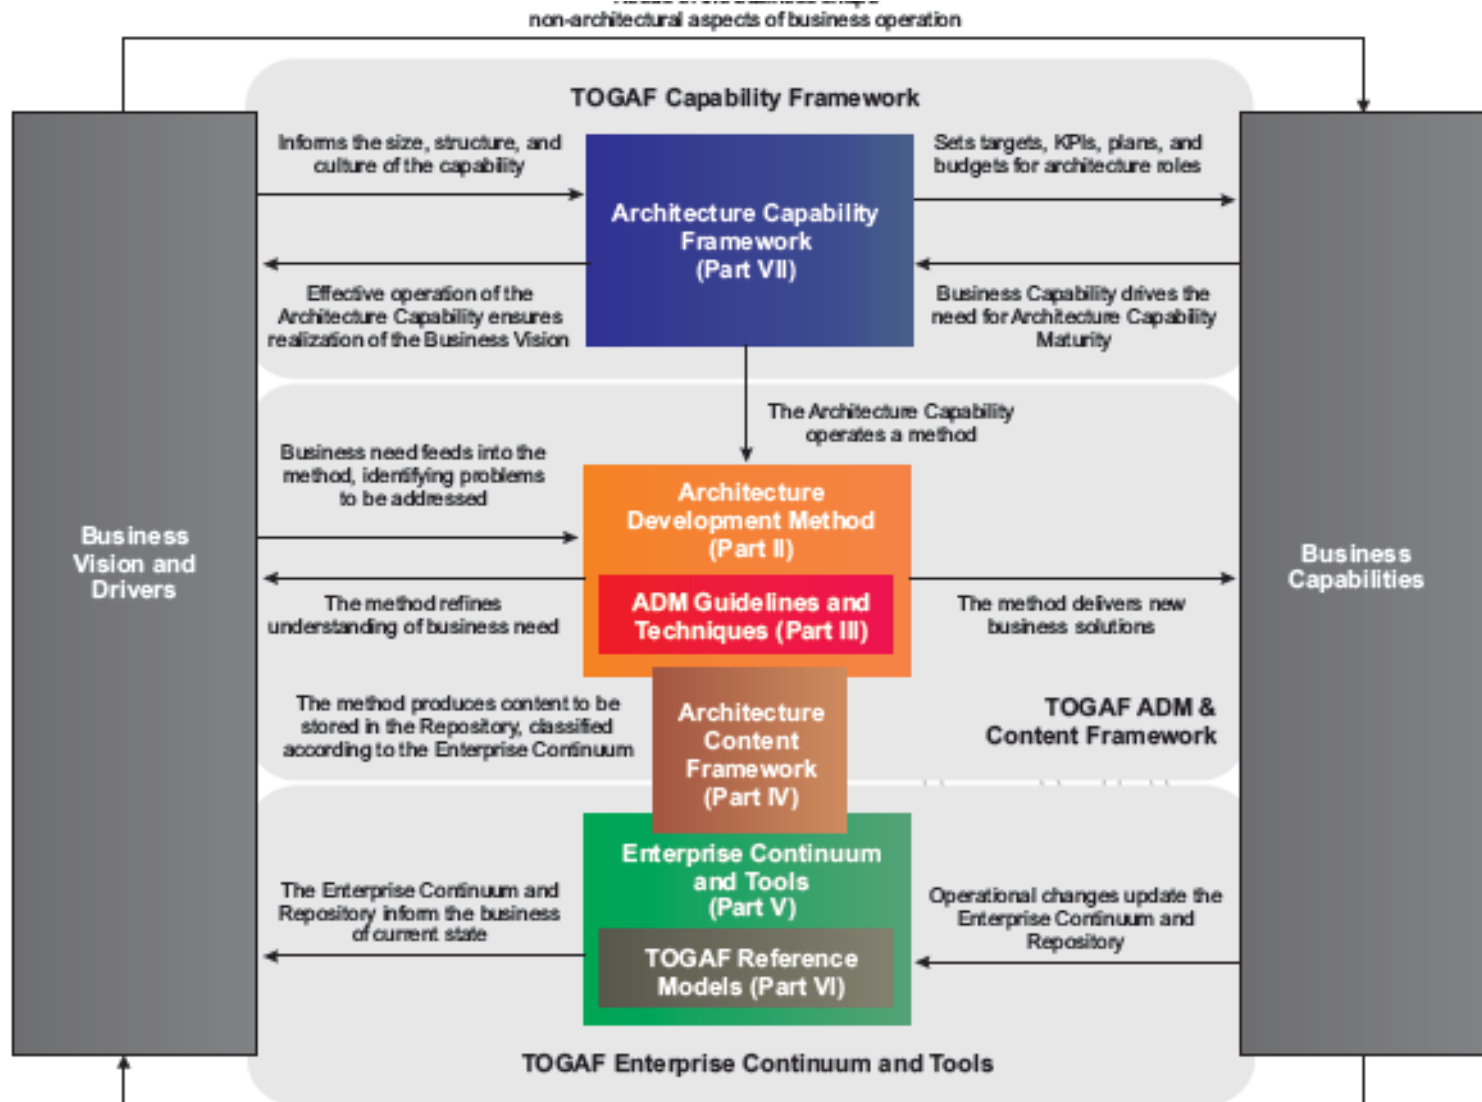 non-architectural aspects of business operation
TOGAF Capability Framework
Informs the size, structure, and
culture of the capability
Architecture Capability
Framework
(Part VII)
Sets targets, KPIs, plans, and
budgets for architecture roles
Effective operation of the
Architecture Capability ensures
realization of the Business Vision
Business Capability drives the
need for Architecture Capability
Maturity
The Architecture Capability
operates a method
Business need feeds into the
method, identifying problems
to be addressed
Architecture
Development Method
(Part II)
Business
Vision and
Drivers
Business
Capabilities
ADM Guidelines and
Techniques (Part III)
The method refines
understanding of business need
The method delivers new
business solutions
The method produces content to be
stored in the Repository, classified
according to the Enterprise Continuum
Architecture
Content
Framework
(Part IV)
TOGAF ADM &
Content Framework
Enterprise Continuum
and Tools
(Part V)
The Enterprise Continuum and
Repository inform the business
of current state
Operational changes update the
Enterprise Continuum and
Repository
TOGAF Reference
Models (Part VI)
TOGAF Enterprise Continuum and Tools